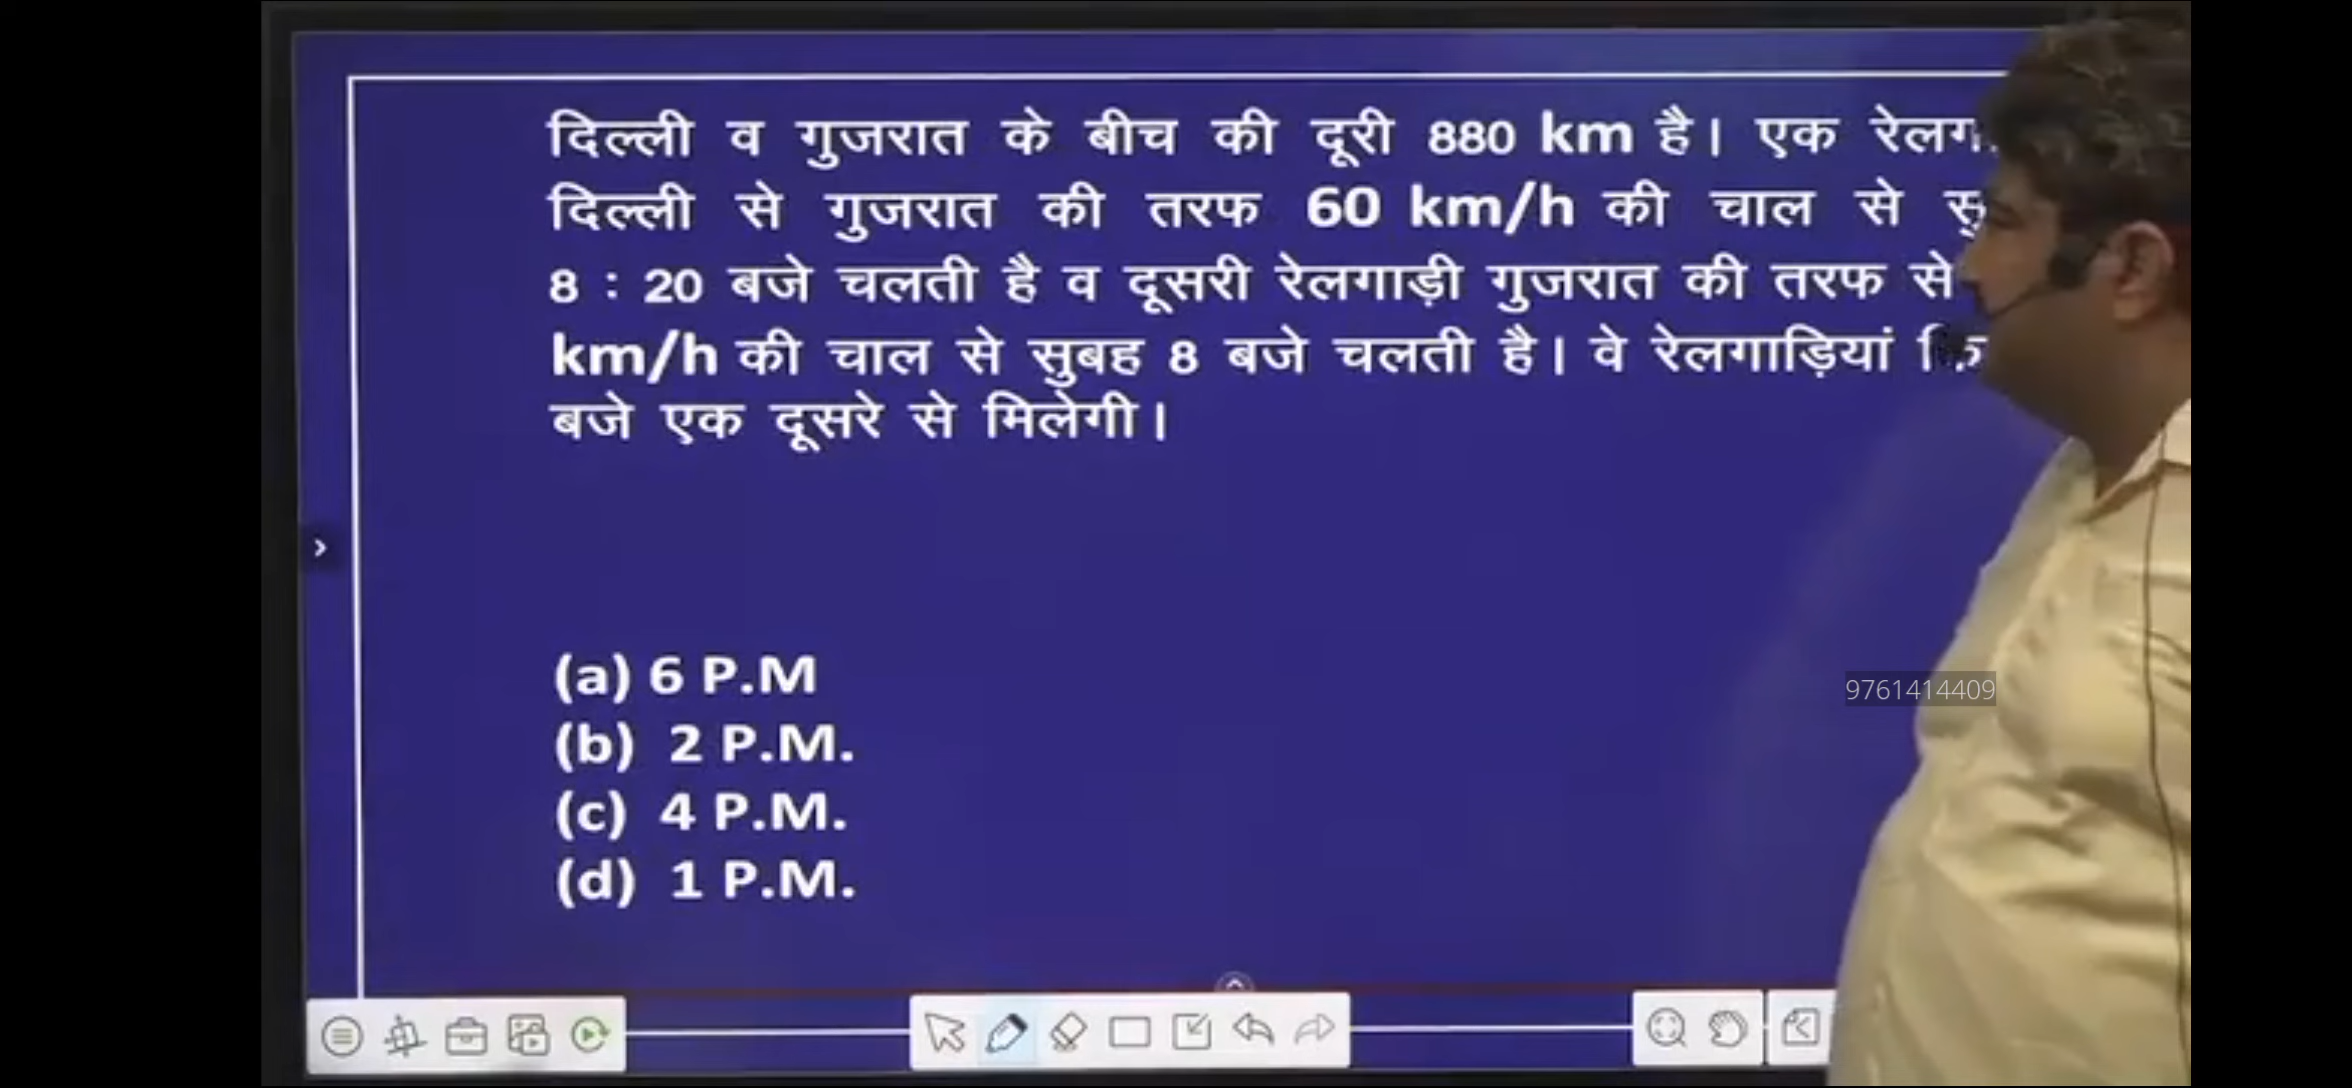 दिल्ली व गुजरात के बीच की दूरी 880 km है। एक
दिल्ली से गुजरात की तरफ 60 km/h की चाल से
8 : 20 बजे चलती है व दूसरी रेलगाड़ी गुजरात की तरफ से
km/h की चाल से सुबह 8 बजे चलती है। वे रेलगाड़ियां
बजे एक दूसरे से मिलेगी।
(a) 6 P.M
(b) 2 P.M.
(c) 4 P.M.
(d) 1 P.M.
9761414409